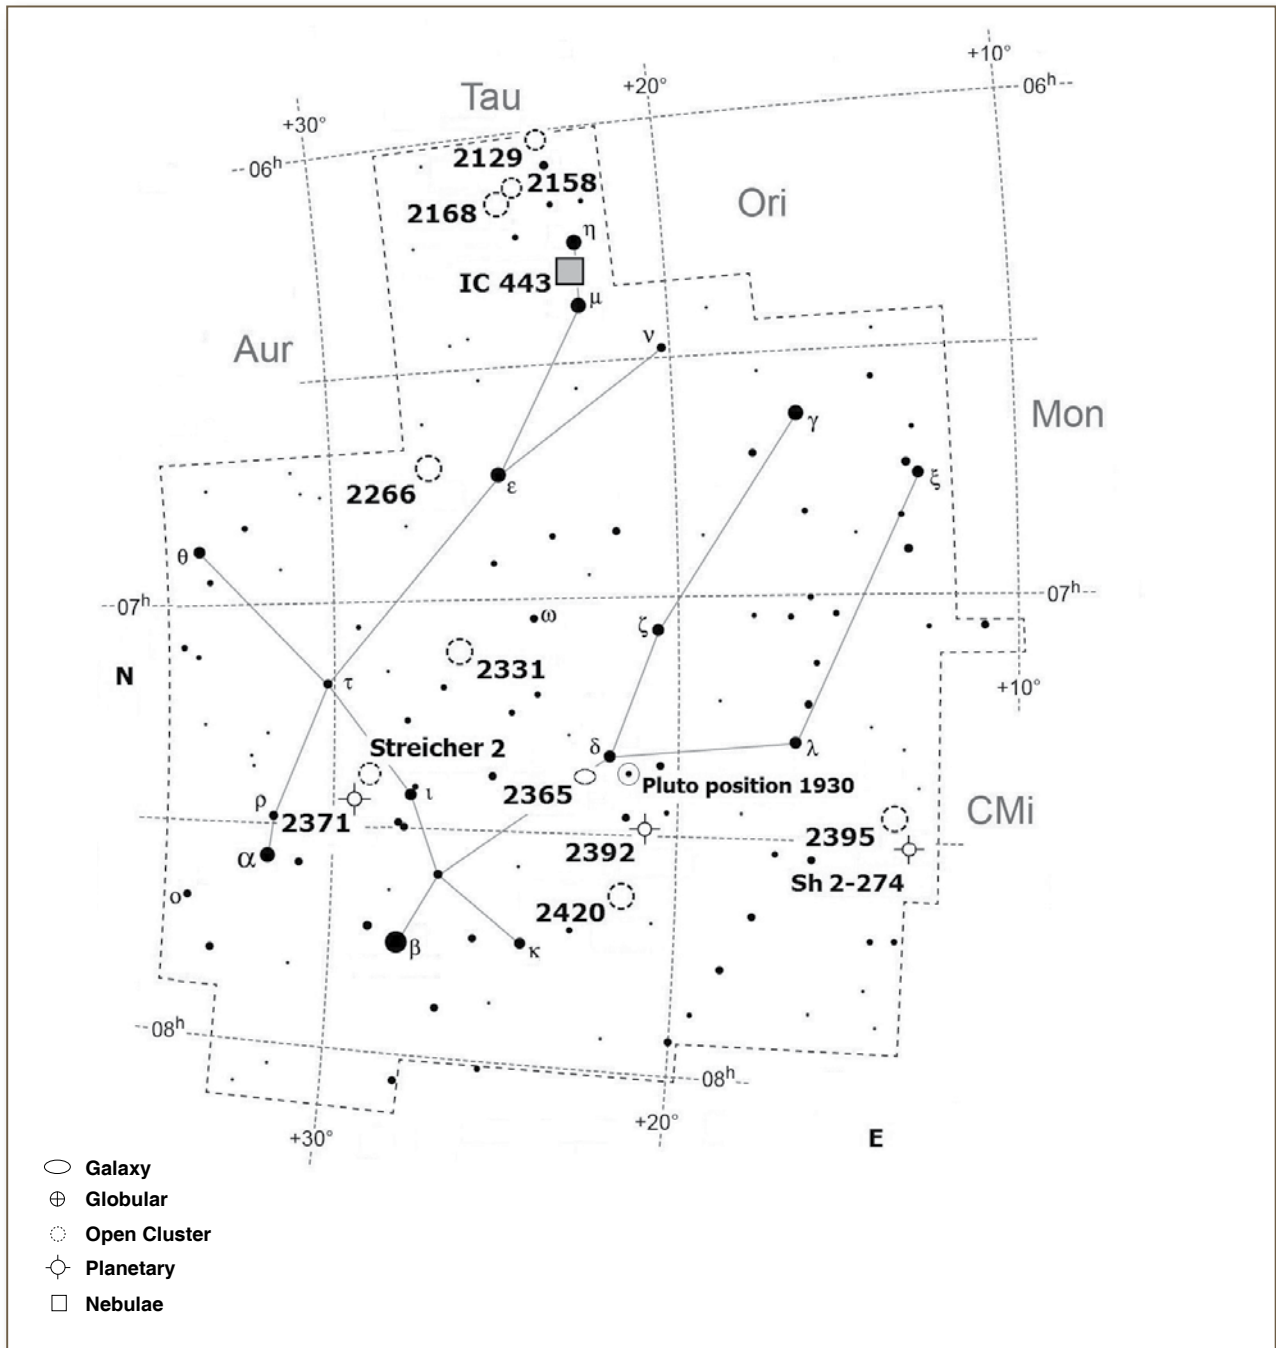 +10°
06h
+20°
Tau
+30°
06h
2129
2158
2168
Ori
η
IC 443
μ
ν
Aur
γ
Mon
ξ
2266
ε
θ
07h
07h
ω
ζ
2331
N
τ
+10°
Streicher 2
δ
λ
2365
Pluto position 1930
ι
ρ
2371
CMi
2395
2392
α
Sh 2-274
ο
2420
β
κ
08h
08h
+20°
+30°
E
Galaxy
Globular
Open Cluster
Planetary
Nebulae